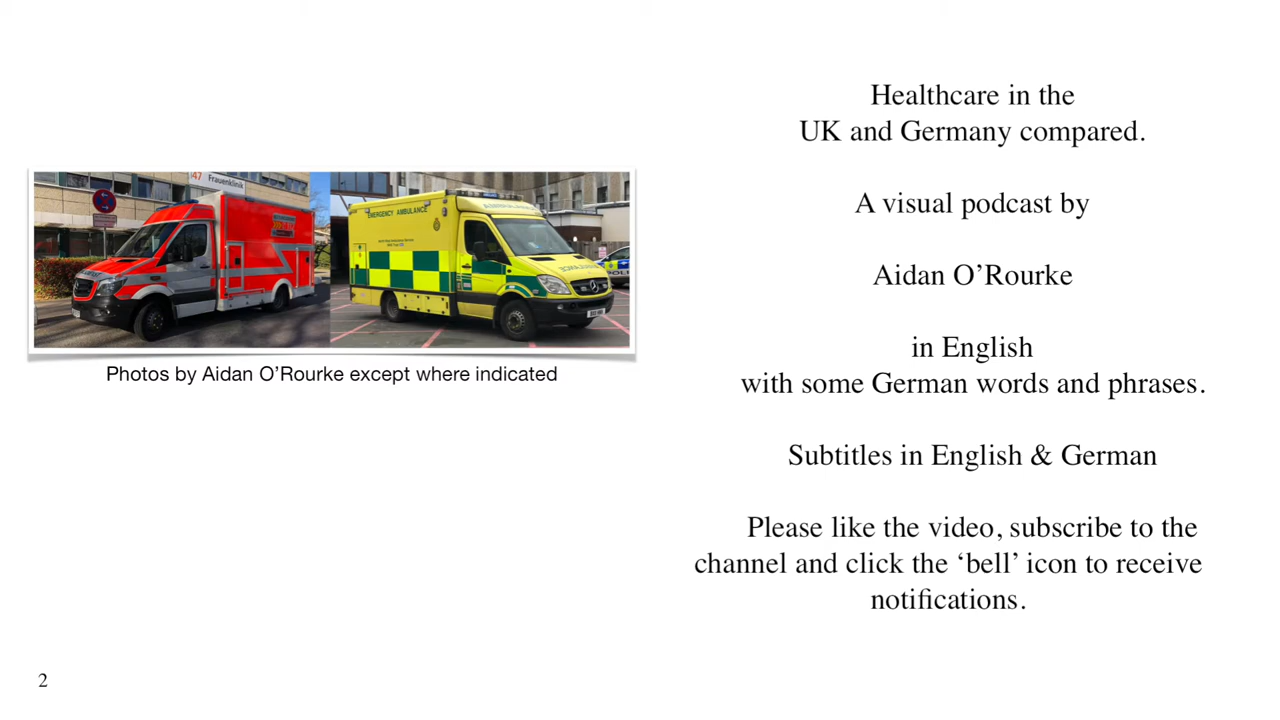 Healthcare in the
UK and Germany compared.
A visual podcast by
Aidan O’Rourke
in English
with some German words and phrases.
Subtitles in English & German
Please like the video, subscribe to the
channel and click the ‘bell’ icon to receive
notifications.
47 Frauenklinik
EMERGENCY AMBULANCE
AMBULANCE
POLICE
Photos by Aidan O’Rourke except where indicated
2